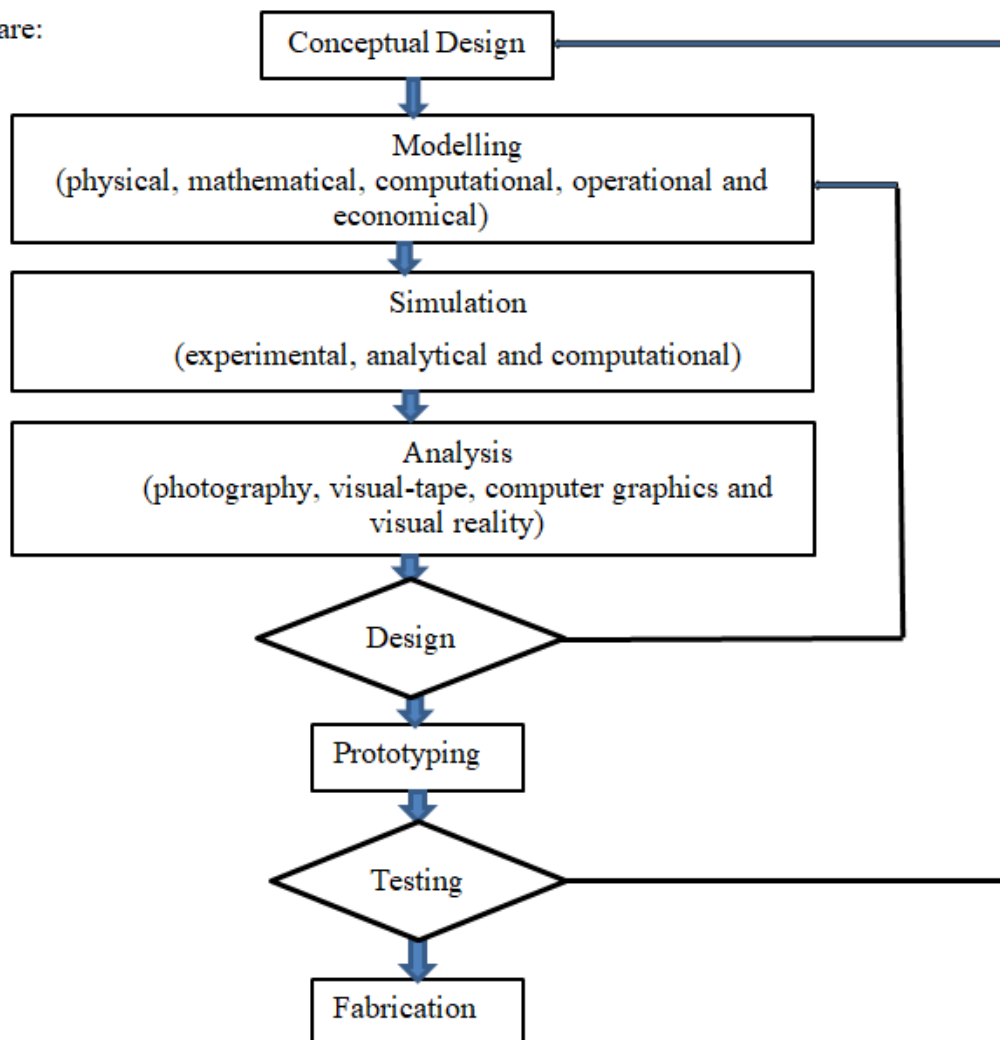 are:
Conceptual Design
Modelling
(physical, mathematical, computational, operational and
economical)
Simulation
(experimental, analytical and computational)
Analysis
(photography, visual-tape, computer graphics and
visual reality)
Design
Prototyping
Testing
Fabrication